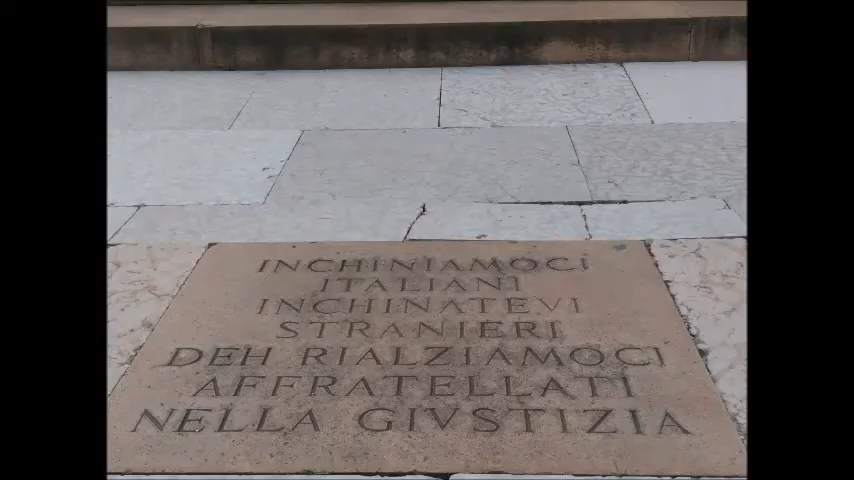 INCHINIAMOCI
ITALIANI
INCHINATEVI
STRANIERI
DEH RIALZIAMOCI
AFFRATELLATI
NELLA GIVSTIZIA